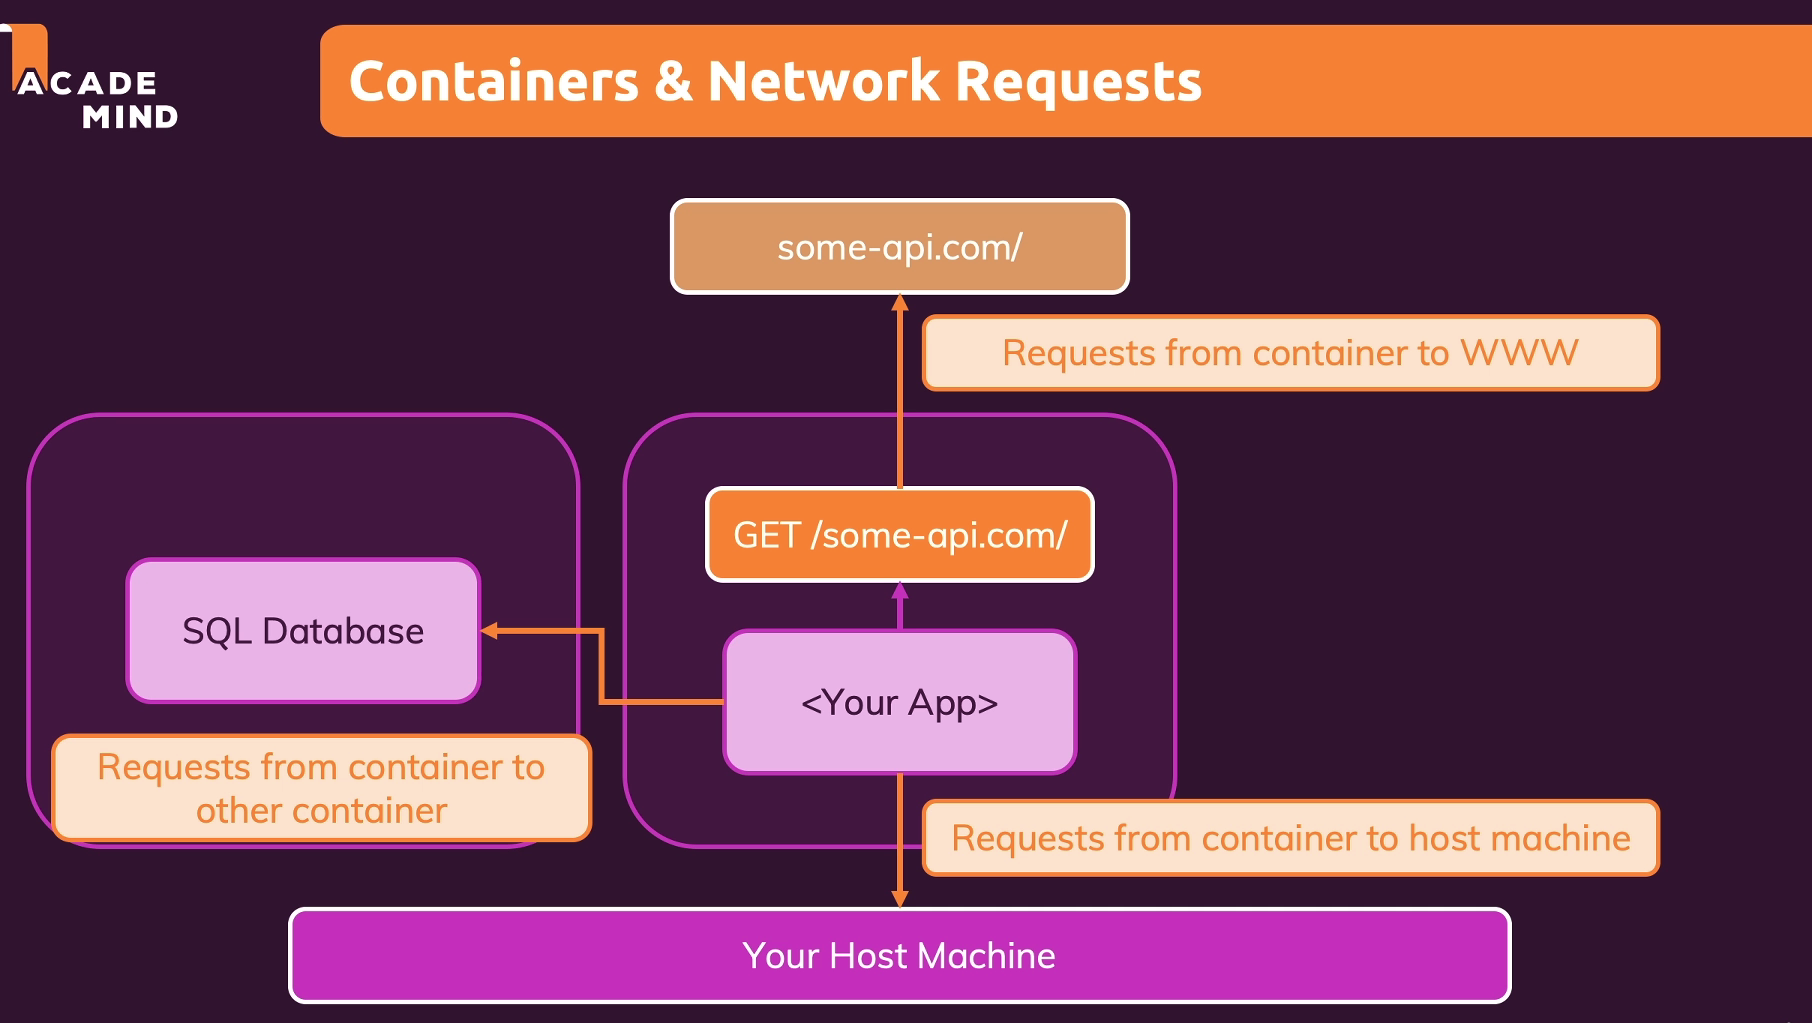 ACADE
MIND
Containers & Network Requests
some-api.com/
Requests from container to WWW
GET /some-api.com/
SQL Database
<Your App>
Requests from container to
other container
Requests from container to host machine
Your Host Machine